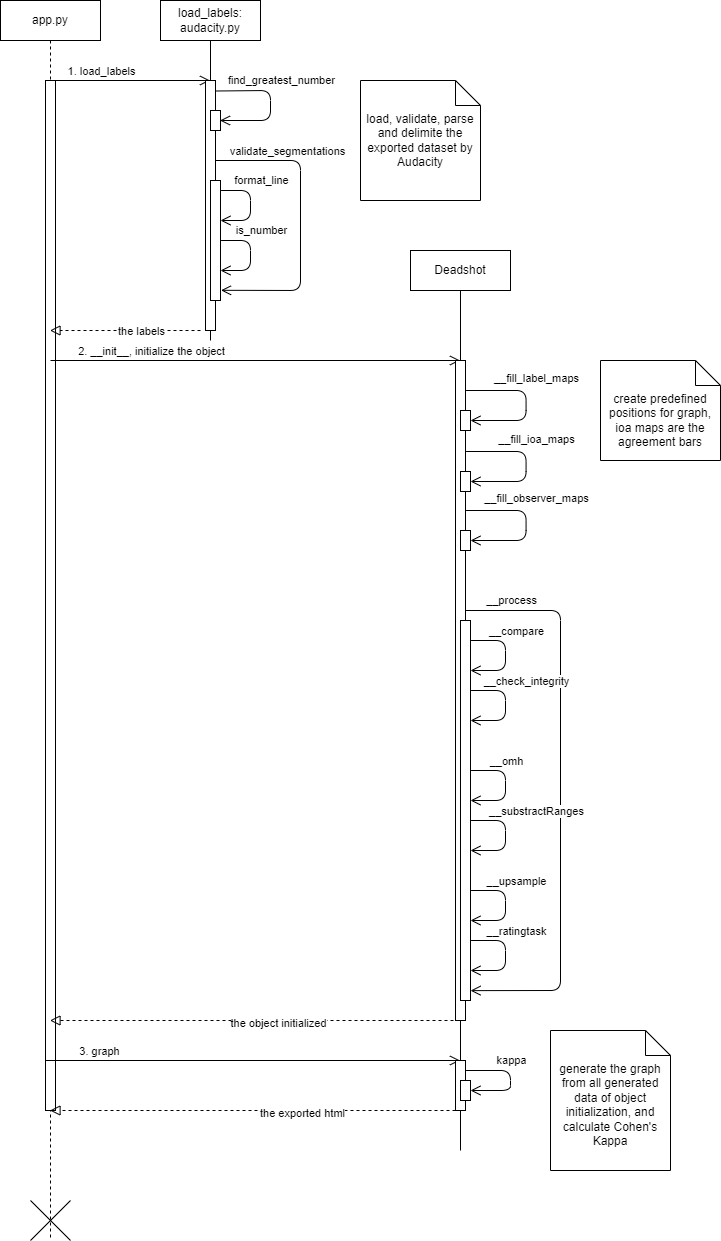 app.py
load_labels:
audacity.py
1. load_labels
find_greatest_number
load, validate, parse
and delimite the
exported dataset by
Audacity
validate_segmentations
format_line
is_number
Deadshot
the labels
2. __init__, initialize the object
__fill_label_maps
create predefined
positions for graph,
ioa maps are the
agreement bars
__fill_ioa_maps
__fill_observer_maps
__process
__compare
__check_integrity
__omh
__substractRanges
__upsample
__ratingtask
the object initialized
3. graph
kappa
generate the graph
from all generated
data of object
initialization, and
calculate Cohen's
Kappa
the exported html